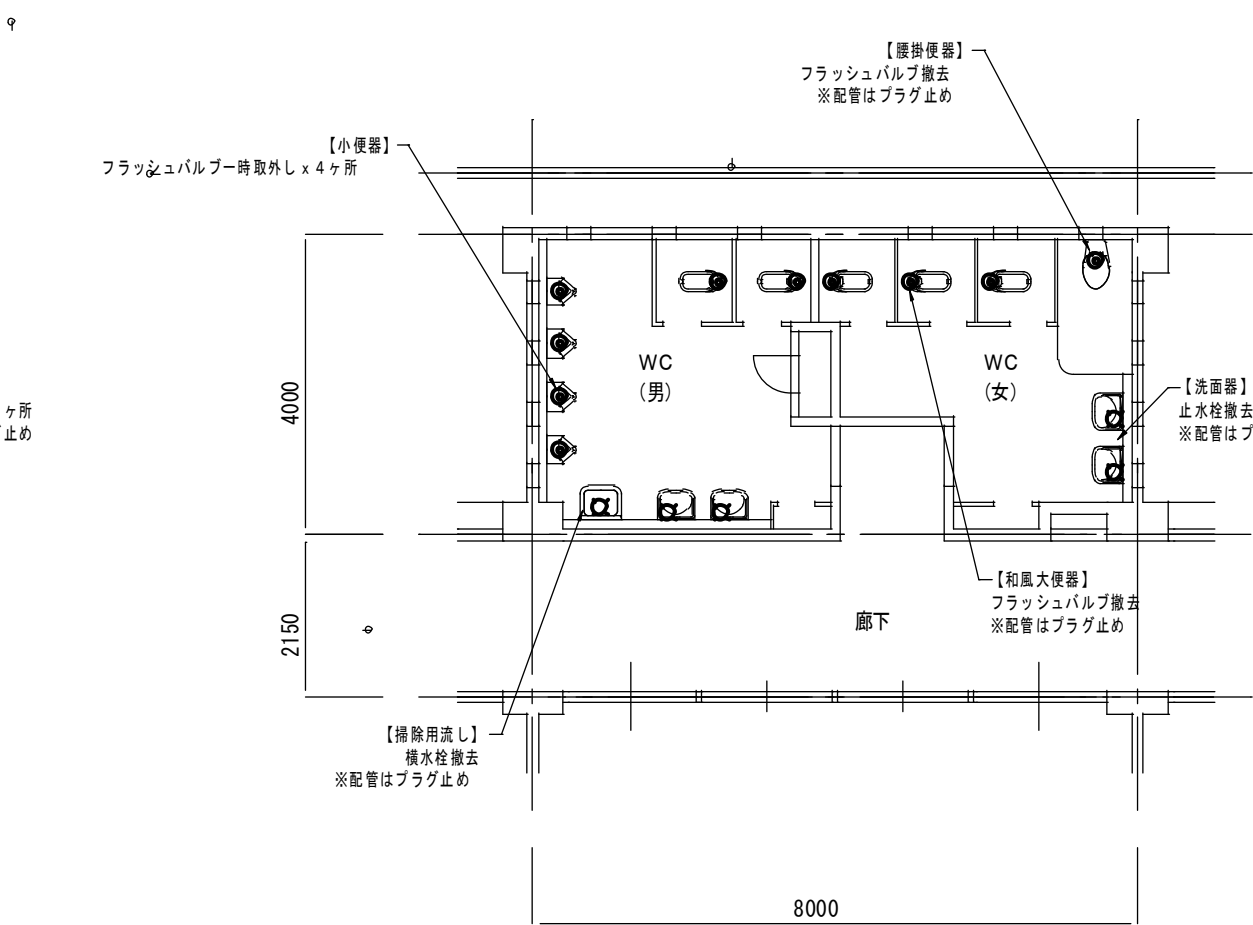 【腰掛便器】
フラッシュバルブ撤去
※配管はプラグ止め
【小便器】
フラッシュバルブ一時取外しx4ヶ所
WC
(男)
WC
(女)
4000
【洗面器】
止水栓撤去
※配管はプ
ヶ所
止め
【和風大便器】
フラッシュバルブ撤去
※配管はプラグ止め
廊下
2150
【掃除用流し】
横水栓撤去
※配管はプラグ止め
8000